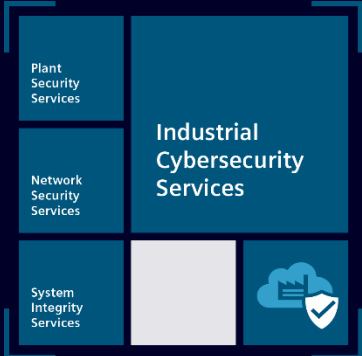 Plant
Security
Services
Industrial
Cybersecurity
Services
Network
Security
Services
System
Integrity
Services